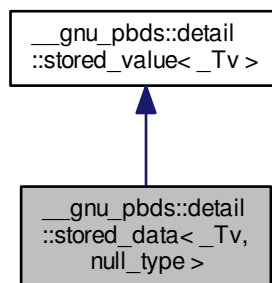 __gnu_pbds::detail
::stored_value< _Tv >
__gnu_pbds::detail
::stored_data< _Tv,
null_type >